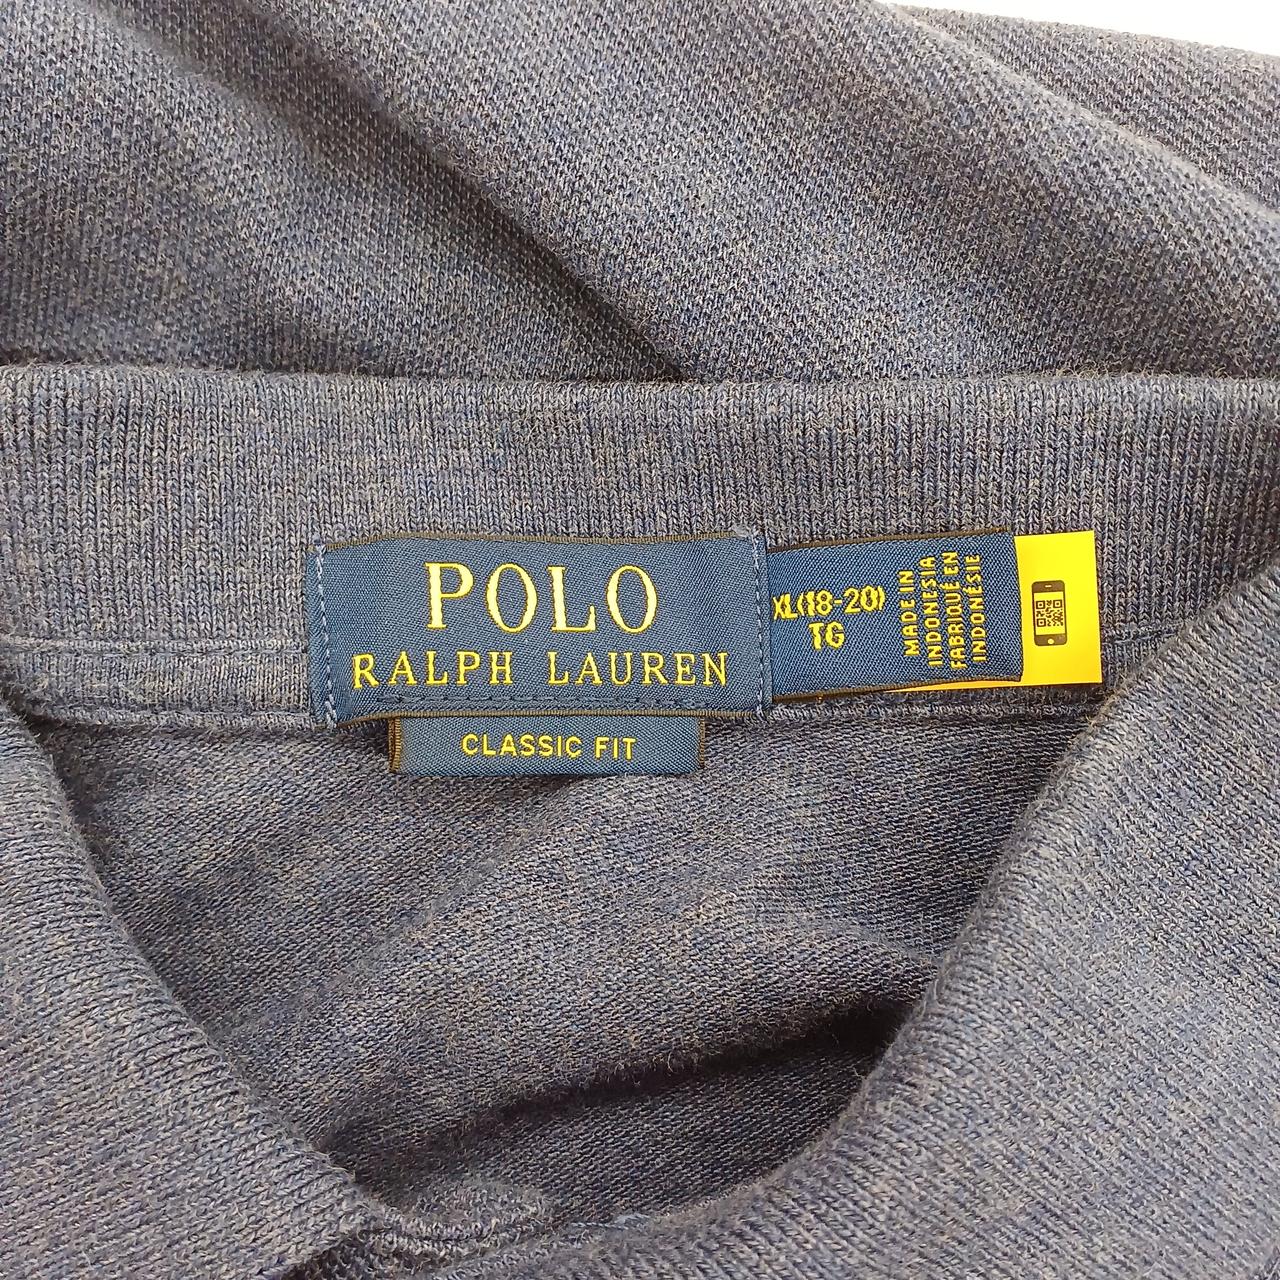 POLO
RALPH LAUREN
CLASSIC FIT
XL(18-20)
TG
MADE IN
INDONESIA
FABRIQUÉ EN
INDONÉSIE